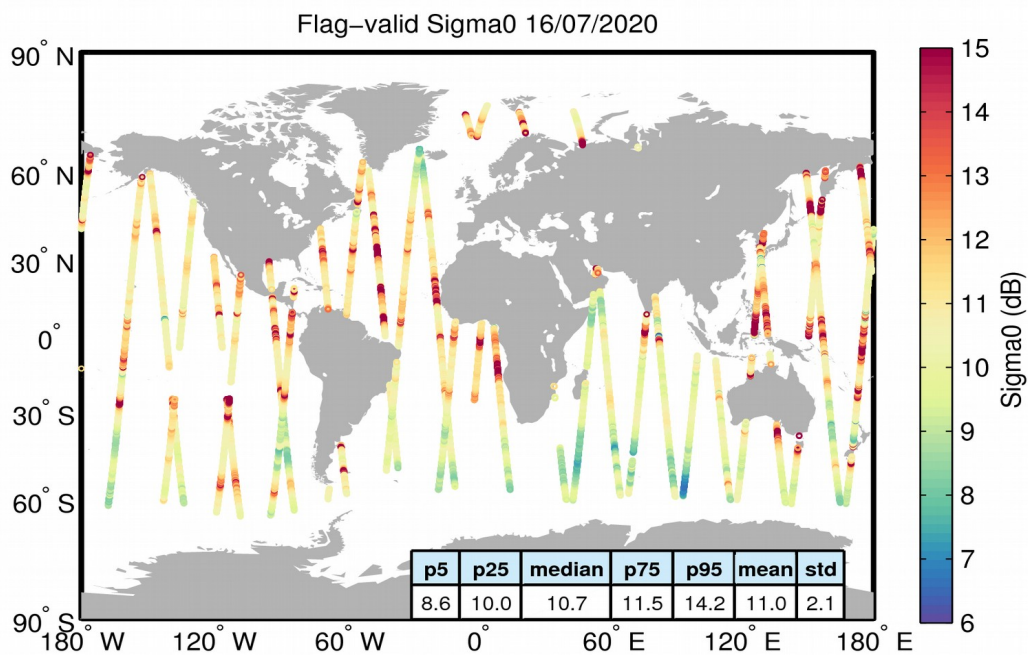 Flag−valid Sigma0 16/07/2020
90° N
60° N
30° N
0°
30° S
60° S
90° S
180° W
120° W
60° W
0°
60° E
120° E
180° E
p5 p25 median p75 p95 mean std
8.6 10.0 10.7 11.5 14.2 11.0 2.1
15
14
13
12
11
10
9
8
7
6
Sigma0 (dB)